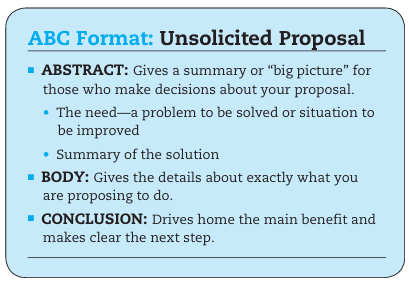 ABC Format: Unsolicited Proposal
■ ABSTRACT: Gives a summary or “big picture” for
those who make decisions about your proposal.
• The need—a problem to be solved or situation to
be improved
• Summary of the solution
■ BODY: Gives the details about exactly what you
are proposing to do.
■ CONCLUSION: Drives home the main benefit and
makes clear the next step.